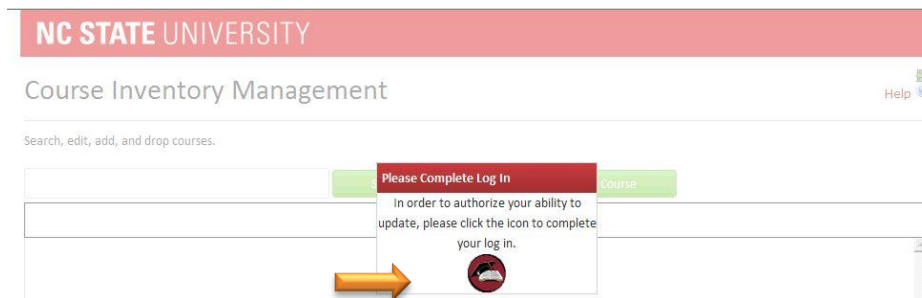 NC STATE UNIVERSITY
Course Inventory Management
Help
Search, edit, add, and drop courses.
Please Complete Log In
Course
In order to authorize your ability to
update, please click the icon to complete
your log in.